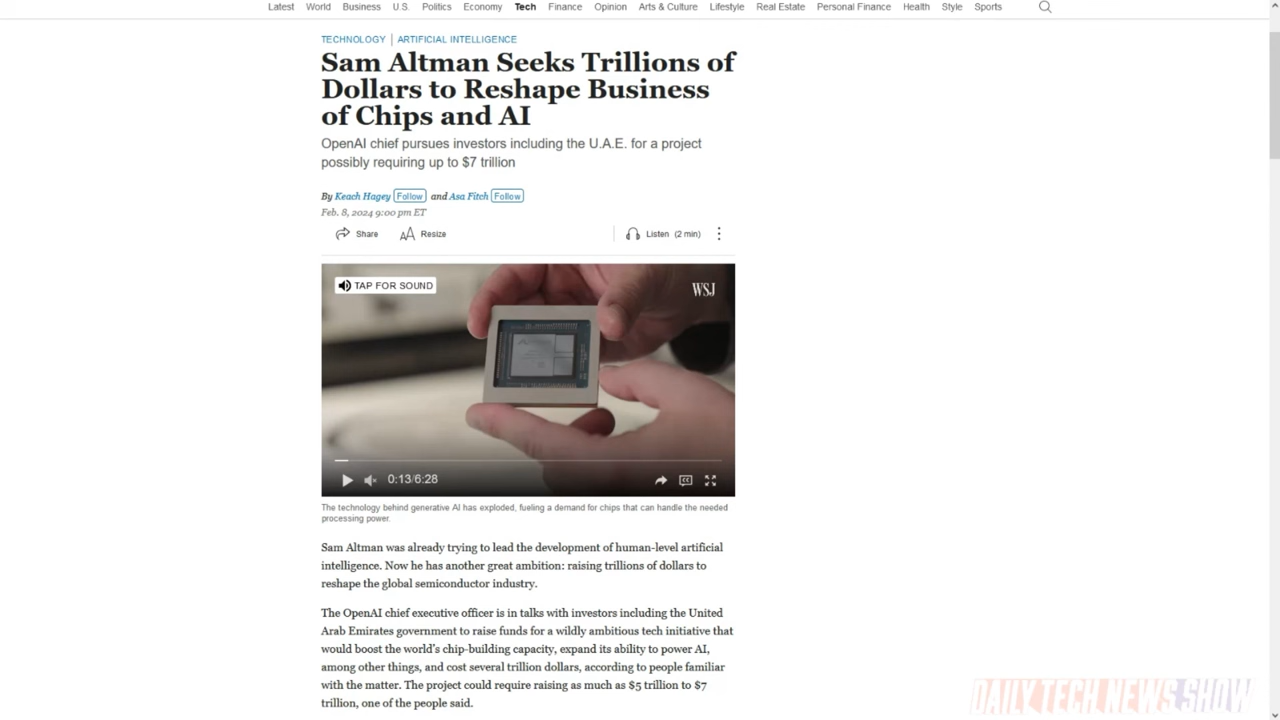 Latest World Business U.S. Politics Economy Tech Finance Opinion Arts & Culture Lifestyle Real Estate Personal Finance Health Style Sports
TECHNOLOGY | ARTIFICIAL INTELLIGENCE
Sam Altman Seeks Trillions of
Dollars to Reshape Business
of Chips and AI
OpenAI chief pursues investors including the U.A.E. for a project
possibly requiring up to $7 trillion
By Keach Hagey Follow and Asa Fitch Follow
Feb. 8, 2024 9:00 pm ET
Share AA Resize Listen (2 min)
TAP FOR SOUND WSJ
0:13/6:28 CC
The technology behind generative AI has exploded, fueling a demand for chips that can handle the needed
processing power.
Sam Altman was already trying to lead the development of human-level artificial
intelligence. Now he has another great ambition: raising trillions of dollars to
reshape the global semiconductor industry.
The OpenAI chief executive officer is in talks with investors including the United
Arab Emirates government to raise funds for a wildly ambitious tech initiative that
would boost the world's chip-building capacity, expand its ability to power AI,
among other things, and cost several trillion dollars, according to people familiar
with the matter. The project could require raising as much as $5 trillion to $7
trillion, one of the people said.
DAILY TECH NEWS SHOW